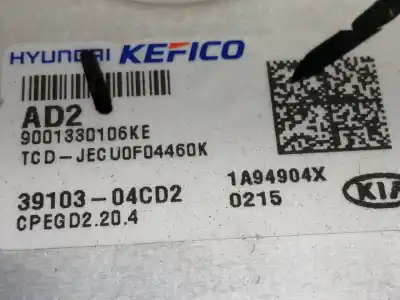 HYUNDAI KEFICO
AD2
9001330106KE
TCD-JECU0F04460K
39103-04CD2
CPEGD2.20.4
1A94904X
0215
KIA